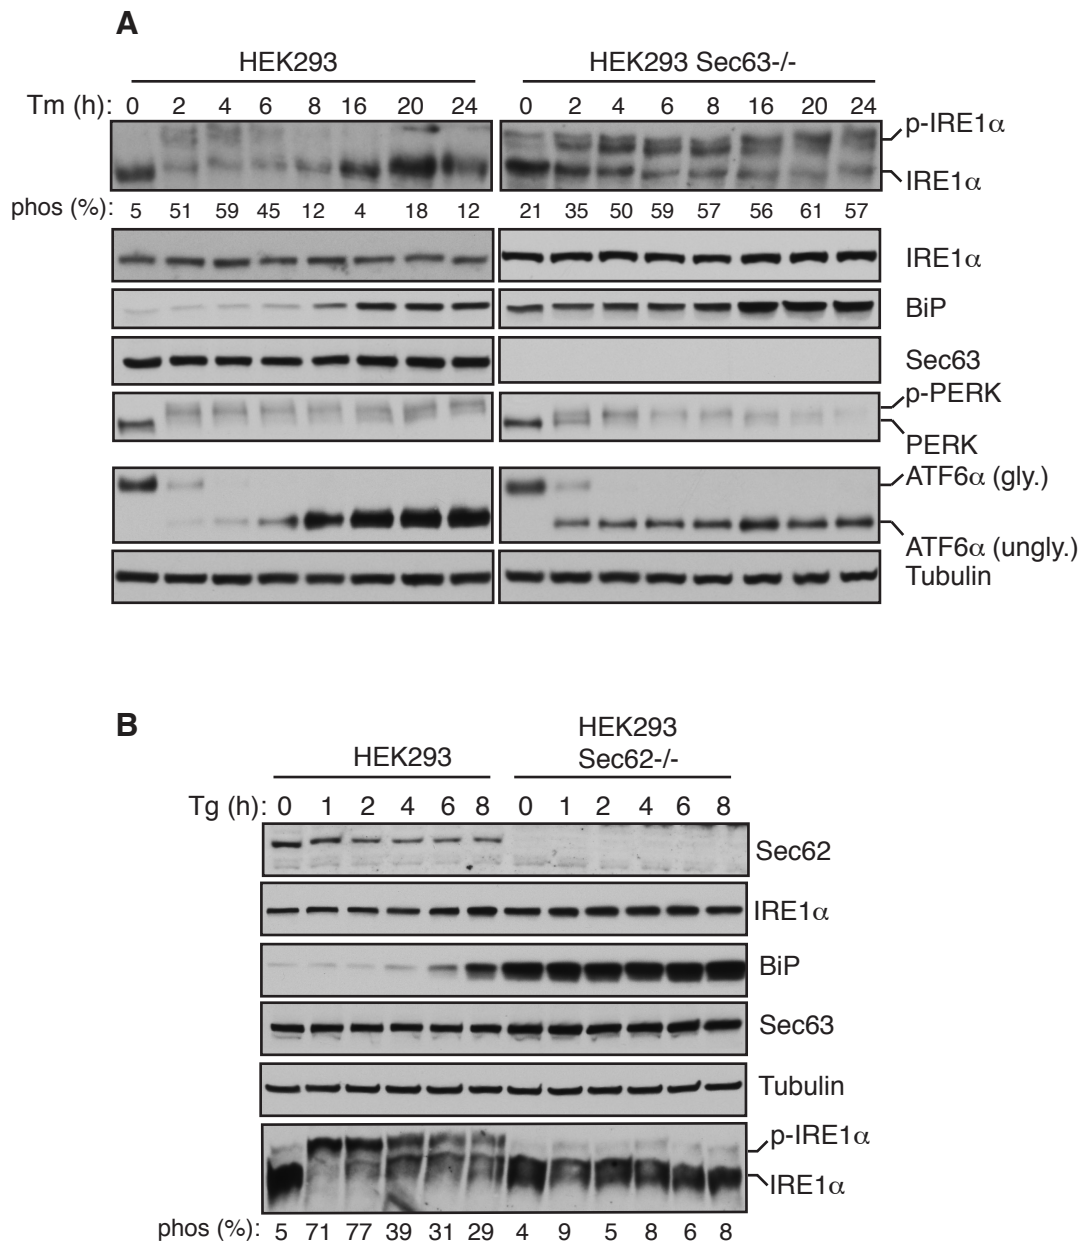 A
HEK293
HEK293 Sec63-/-
Tm (h): 0 2 4 6 8 16 20 24 0 2 4 6 8 16 20 24
p-IRE1α
IRE1α
phos (%): 5 51 59 45 12 4 18 12 21 35 50 59 57 56 61 57
IRE1α
BiP
Sec63
p-PERK
PERK
ATF6α (gly.)
ATF6α (ungly.)
Tubulin
B
HEK293
HEK293
Sec62-/-
Tg (h): 0 1 2 4 6 8 0 1 2 4 6 8
Sec62
IRE1α
BiP
Sec63
Tubulin
p-IRE1α
IRE1α
phos (%): 5 71 77 39 31 29 4 9 5 8 6 8